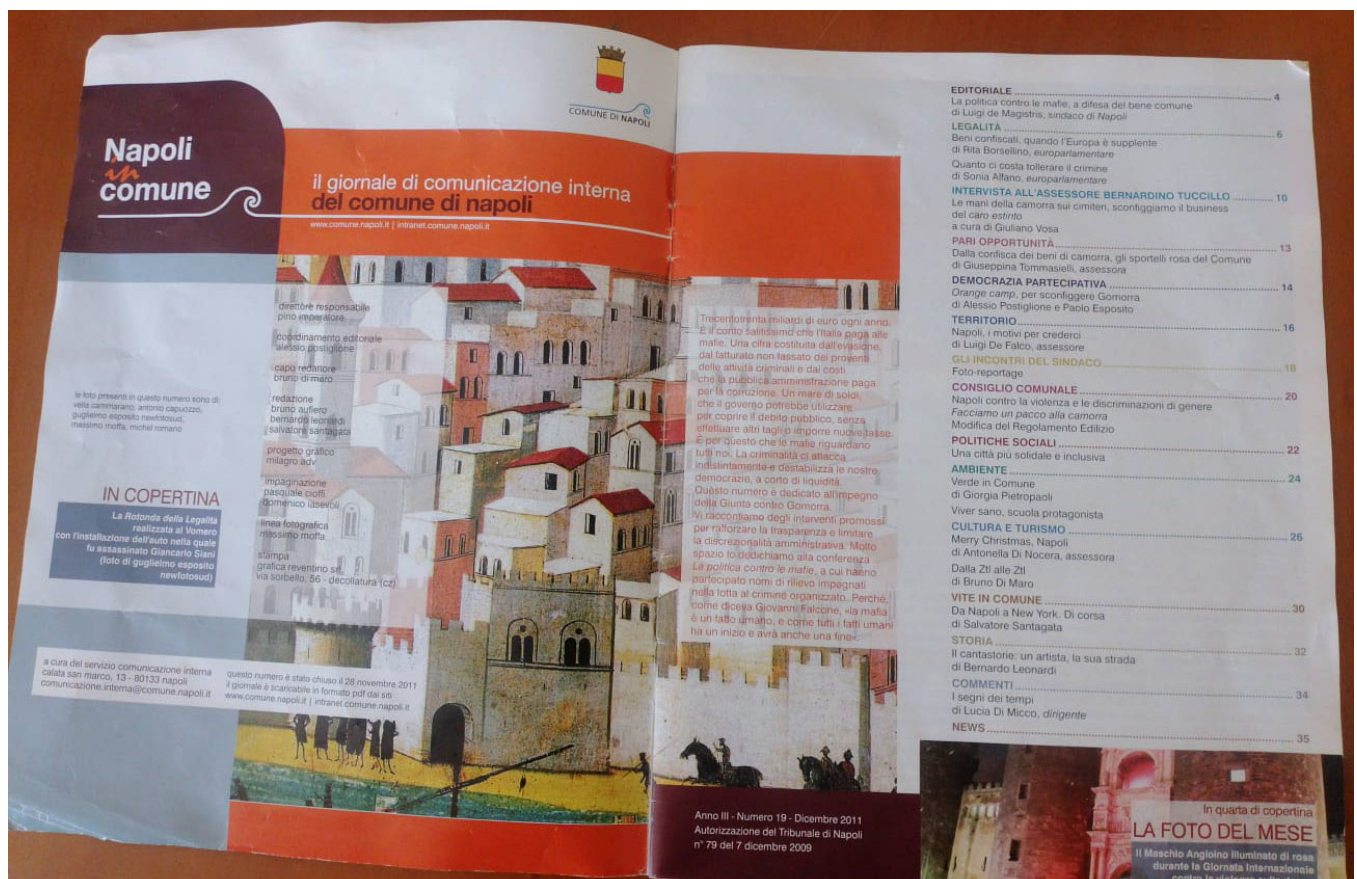 COMUNE DI NAPOLI
Napoli
in
comune
il giornale di comunicazione interna
del comune di napoli
www.comune.napoli.it | intranet.comune.napoli.it
direttore responsabile
pino imperatore
coordinamento editoriale
alessio postiglione
capo redattore
bruno di maro
redazione
bruno aufiero
bernardo leonardi
salvatore santagata
progetto grafico
milagro adv
impaginazione
pasquale cioffi
domenico iasevoli
linea fotografica
massimo moffa
stampa
grafica reventino srl
via sorbello, 56 - decollatura (cz)
le foto presenti in questo numero sono di:
velia cammarano, antonio capuozzo,
guglielmo esposito newfotosud,
massimo moffa, michel romano
IN COPERTINA
La Rotonda della Legalità
realizzata al Vomero
con l'installazione dell'auto nella quale
fu assassinato Giancarlo Siani
(foto di guglielmo esposito
newfotosud)
a cura del servizio comunicazione interna
calata san marco, 13 - 80133 napoli
comunicazione.interna@comune.napoli.it
questo numero è stato chiuso il 28 novembre 2011
il giornale è scaricabile in formato pdf dai siti
www.comune.napoli.it | intranet.comune.napoli.it
Trecentotrenta miliardi di euro ogni anno.
È il conto salatissimo che l'Italia paga alle
mafie. Una cifra costituita dall'evasione,
dal fatturato non tassato dei proventi
delle attività criminali e dai costi
che la pubblica amministrazione paga
per la corruzione. Un mare di soldi,
che il governo potrebbe utilizzare
per coprire il debito pubblico, senza
effettuare altri tagli o imporre nuove tasse.
È per questo che le mafie riguardano
tutti noi. La criminalità ci attacca
indistintamente e destabilizza le nostre
democrazie, a corto di liquidità.
Questo numero è dedicato all'impegno
della Giunta contro Gomorra.
Vi raccontiamo degli interventi promossi
per rafforzare la trasparenza e limitare
la discrezionalità amministrativa. Molto
spazio lo dedichiamo alla conferenza
La politica contro le mafie, a cui hanno
partecipato nomi di rilievo impegnati
nella lotta al crimine organizzato. Perché,
come diceva Giovanni Falcone, «la mafia
è un fatto umano, e come tutti i fatti umani
ha un inizio e avrà anche una fine».
Anno III - Numero 19 - Dicembre 2011
Autorizzazione del Tribunale di Napoli
n° 79 del 7 dicembre 2009
EDITORIALE 4
La politica contro le mafie, a difesa del bene comune
di Luigi de Magistris, sindaco di Napoli
LEGALITÀ 6
Beni confiscati, quando l'Europa è supplente
di Rita Borsellino, europarlamentare
Quanto ci costa tollerare il crimine
di Sonia Alfano, europarlamentare
INTERVISTA ALL'ASSESSORE BERNARDINO TUCCILLO 10
Le mani della camorra sui cimiteri, sconfiggiamo il business
del caro estinto
a cura di Giuliano Vosa
PARI OPPORTUNITÀ 13
Dalla confisca dei beni di camorra, gli sportelli rosa del Comune
di Giuseppina Tommasielli, assessora
DEMOCRAZIA PARTECIPATIVA 14
Orange camp, per sconfiggere Gomorra
di Alessio Postiglione e Paolo Esposito
TERRITORIO 16
Napoli, i motivi per crederci
di Luigi De Falco, assessore
GLI INCONTRI DEL SINDACO 18
Foto-reportage
CONSIGLIO COMUNALE 20
Napoli contro la violenza e le discriminazioni di genere
Facciamo un pacco alla camorra
Modifica del Regolamento Edilizio
POLITICHE SOCIALI 22
Una città più solidale e inclusiva
AMBIENTE 24
Verde in Comune
di Giorgia Pietropaoli
Viver sano, scuola protagonista
CULTURA E TURISMO 26
Merry Christmas, Napoli
di Antonella Di Nocera, assessora
Dalla Ztl alle Ztl
di Bruno Di Maro
VITE IN COMUNE 30
Da Napoli a New York. Di corsa
di Salvatore Santagata
STORIA 32
Il cantastorie: un artista, la sua strada
di Bernardo Leonardi
COMMENTI 34
I segni dei tempi
di Lucia Di Micco, dirigente
NEWS 35
In quarta di copertina
LA FOTO DEL MESE
Il Maschio Angioino illuminato di rosa
durante la Giornata Internazionale
contro la violenza